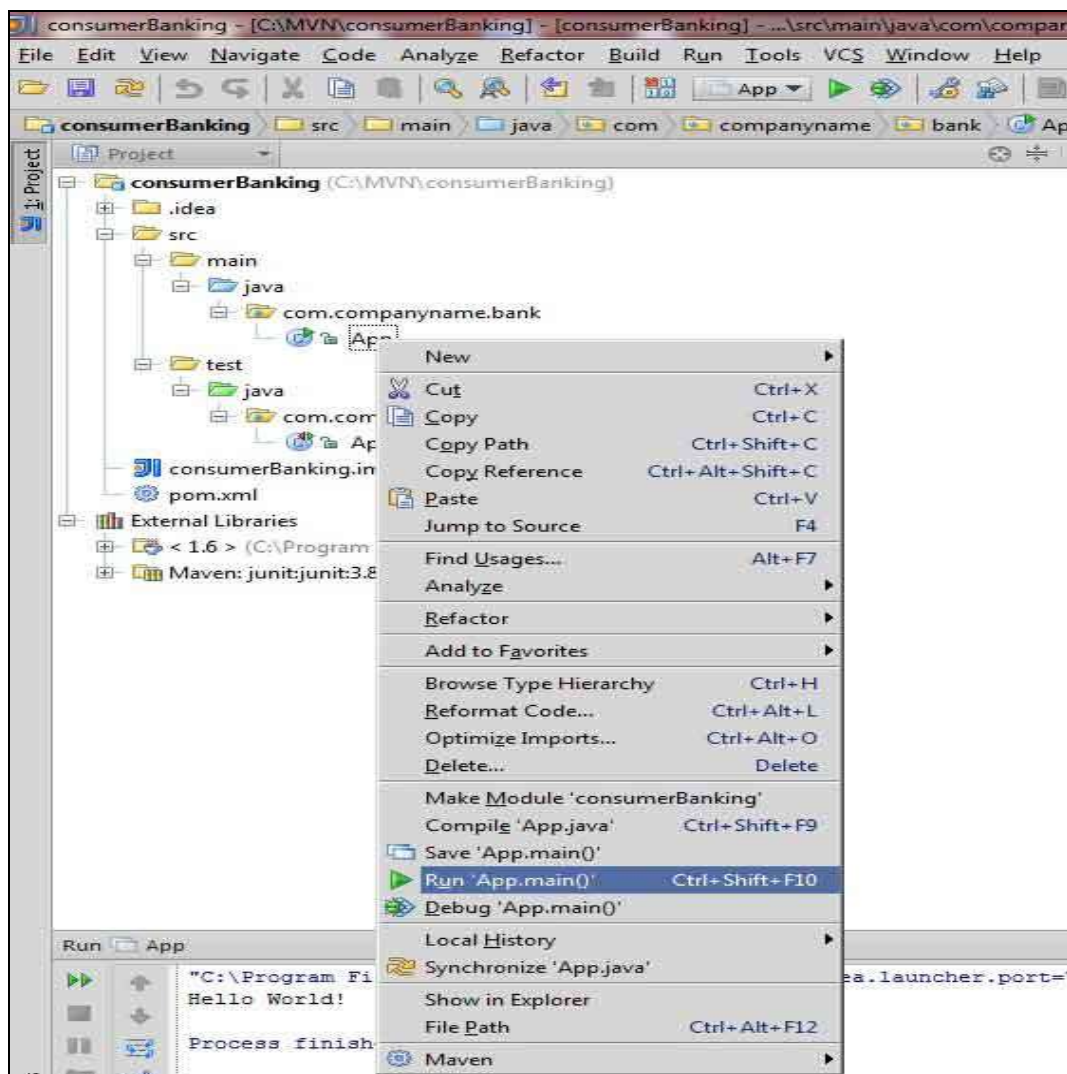 consumerBanking - [C:\MVN\consumerBanking] - [consumerBanking] - ...\src\main\java\com\compar
File Edit View Navigate Code Analyze Refactor Build Run Tools VCS Window Help
App
consumerBanking src main java com companyname bank Ap
1: Project
Project
consumerBanking (C:\MVN\consumerBanking)
.idea
src
main
java
com.companyname.bank
App
test
java
com.com
Ap
consumerBanking.im
pom.xml
External Libraries
< 1.6 > (C:\Program
Maven: junit:junit:3.8
New
Cut Ctrl+X
Copy Ctrl+C
Copy Path Ctrl+Shift+C
Copy Reference Ctrl+Alt+Shift+C
Paste Ctrl+V
Jump to Source F4
Find Usages... Alt+F7
Analyze
Refactor
Add to Favorites
Browse Type Hierarchy Ctrl+H
Reformat Code... Ctrl+Alt+L
Optimize Imports... Ctrl+Alt+O
Delete... Delete
Make Module 'consumerBanking'
Compile 'App.java' Ctrl+Shift+F9
Save 'App.main()'
Run 'App.main()' Ctrl+Shift+F10
Debug 'App.main()'
Local History
Synchronize 'App.java'
Show in Explorer
File Path Ctrl+Alt+F12
Maven
Run App
"C:\Program Fi ea.launcher.port=
Hello World!
Process finish